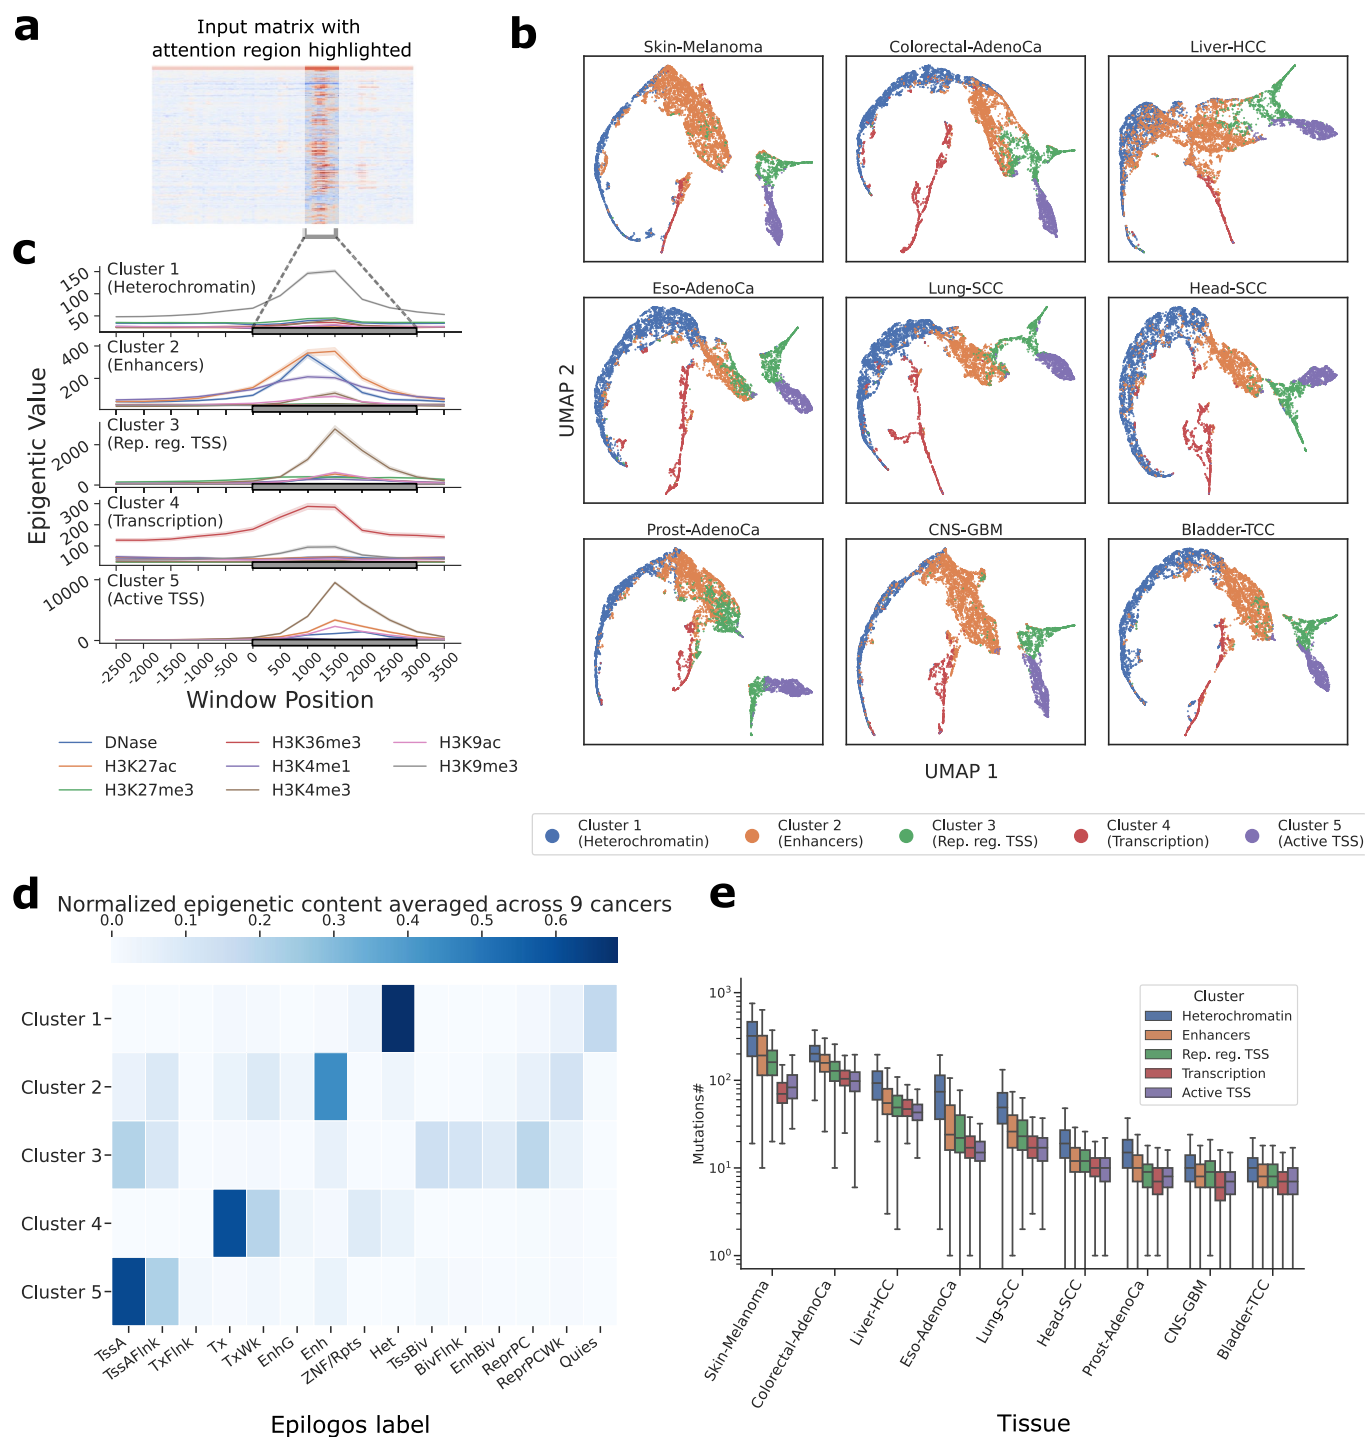 a
Input matrix with
attention region highlighted
b
Skin-Melanoma
Colorectal-AdenoCa
Liver-HCC
Eso-AdenoCa
Lung-SCC
Head-SCC
Prost-AdenoCa
CNS-GBM
Bladder-TCC
UMAP 2
UMAP 1
Cluster 1
(Heterochromatin)
Cluster 2
(Enhancers)
Cluster 3
(Rep. reg. TSS)
Cluster 4
(Transcription)
Cluster 5
(Active TSS)
c
Epigentic Value
Cluster 1
(Heterochromatin)
150
100
50
Cluster 2
(Enhancers)
400
200
Cluster 3
(Rep. reg. TSS)
2000
0
Cluster 4
(Transcription)
300
200
100
Cluster 5
(Active TSS)
10000
0
-2500
-2000
-1500
-1000
-500
0
500
1000
1500
2000
2500
3000
3500
Window Position
DNase
H3K27ac
H3K27me3
H3K36me3
H3K4me1
H3K4me3
H3K9ac
H3K9me3
d
Normalized epigenetic content averaged across 9 cancers
0.0 0.1 0.2 0.3 0.4 0.5 0.6
Cluster 1
Cluster 2
Cluster 3
Cluster 4
Cluster 5
TssA
TssAFlnk
TxFlnk
Tx
TxWk
EnhG
Enh
ZNF/Rpts
Het
TssBiv
BivFlnk
EnhBiv
ReprPC
ReprPCWk
Quies
Epilogos label
e
Mutations#
10³
10²
10¹
10⁰
Cluster
Heterochromatin
Enhancers
Rep. reg. TSS
Transcription
Active TSS
Skin-Melanoma
Colorectal-AdenoCa
Liver-HCC
Eso-AdenoCa
Lung-SCC
Head-SCC
Prost-AdenoCa
CNS-GBM
Bladder-TCC
Tissue